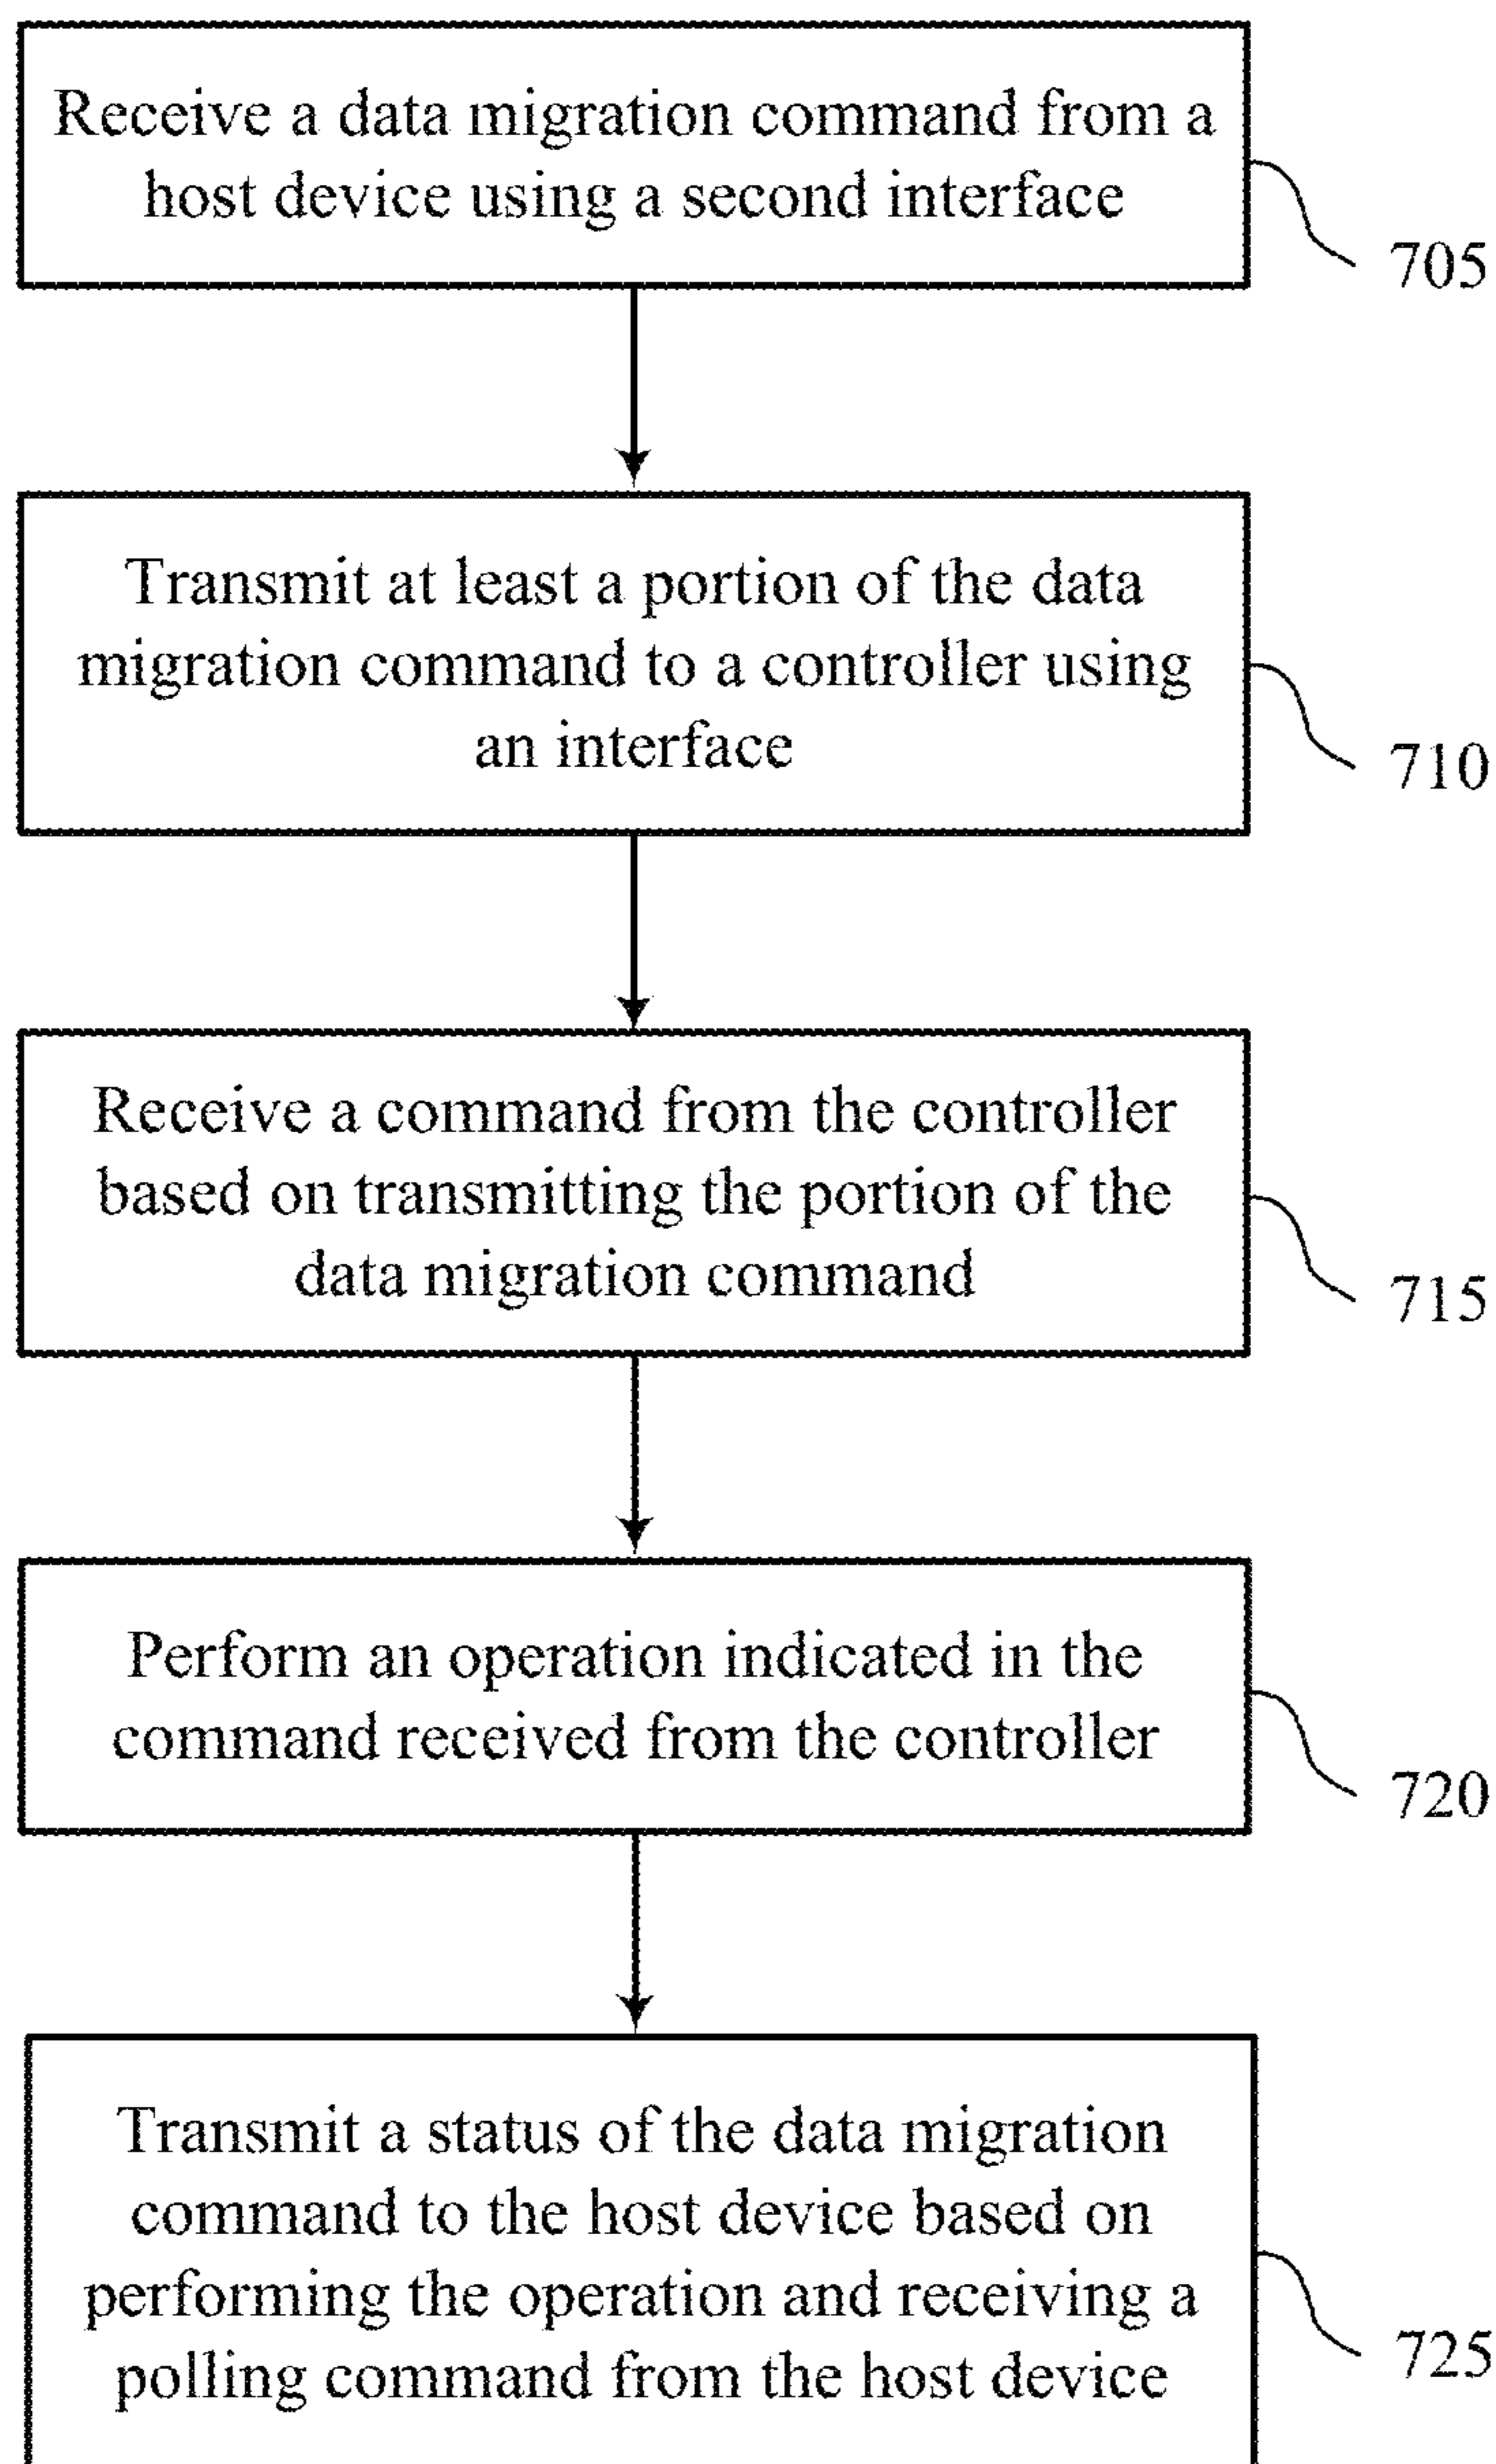 Receive a data migration command from a
host device using a second interface
705
Transmit at least a portion of the data
migration command to a controller using
an interface
710
Receive a command from the controller
based on transmitting the portion of the
data migration command
715
Perform an operation indicated in the
command received from the controller
720
Transmit a status of the data migration
command to the host device based on
performing the operation and receiving a
polling command from the host device
725